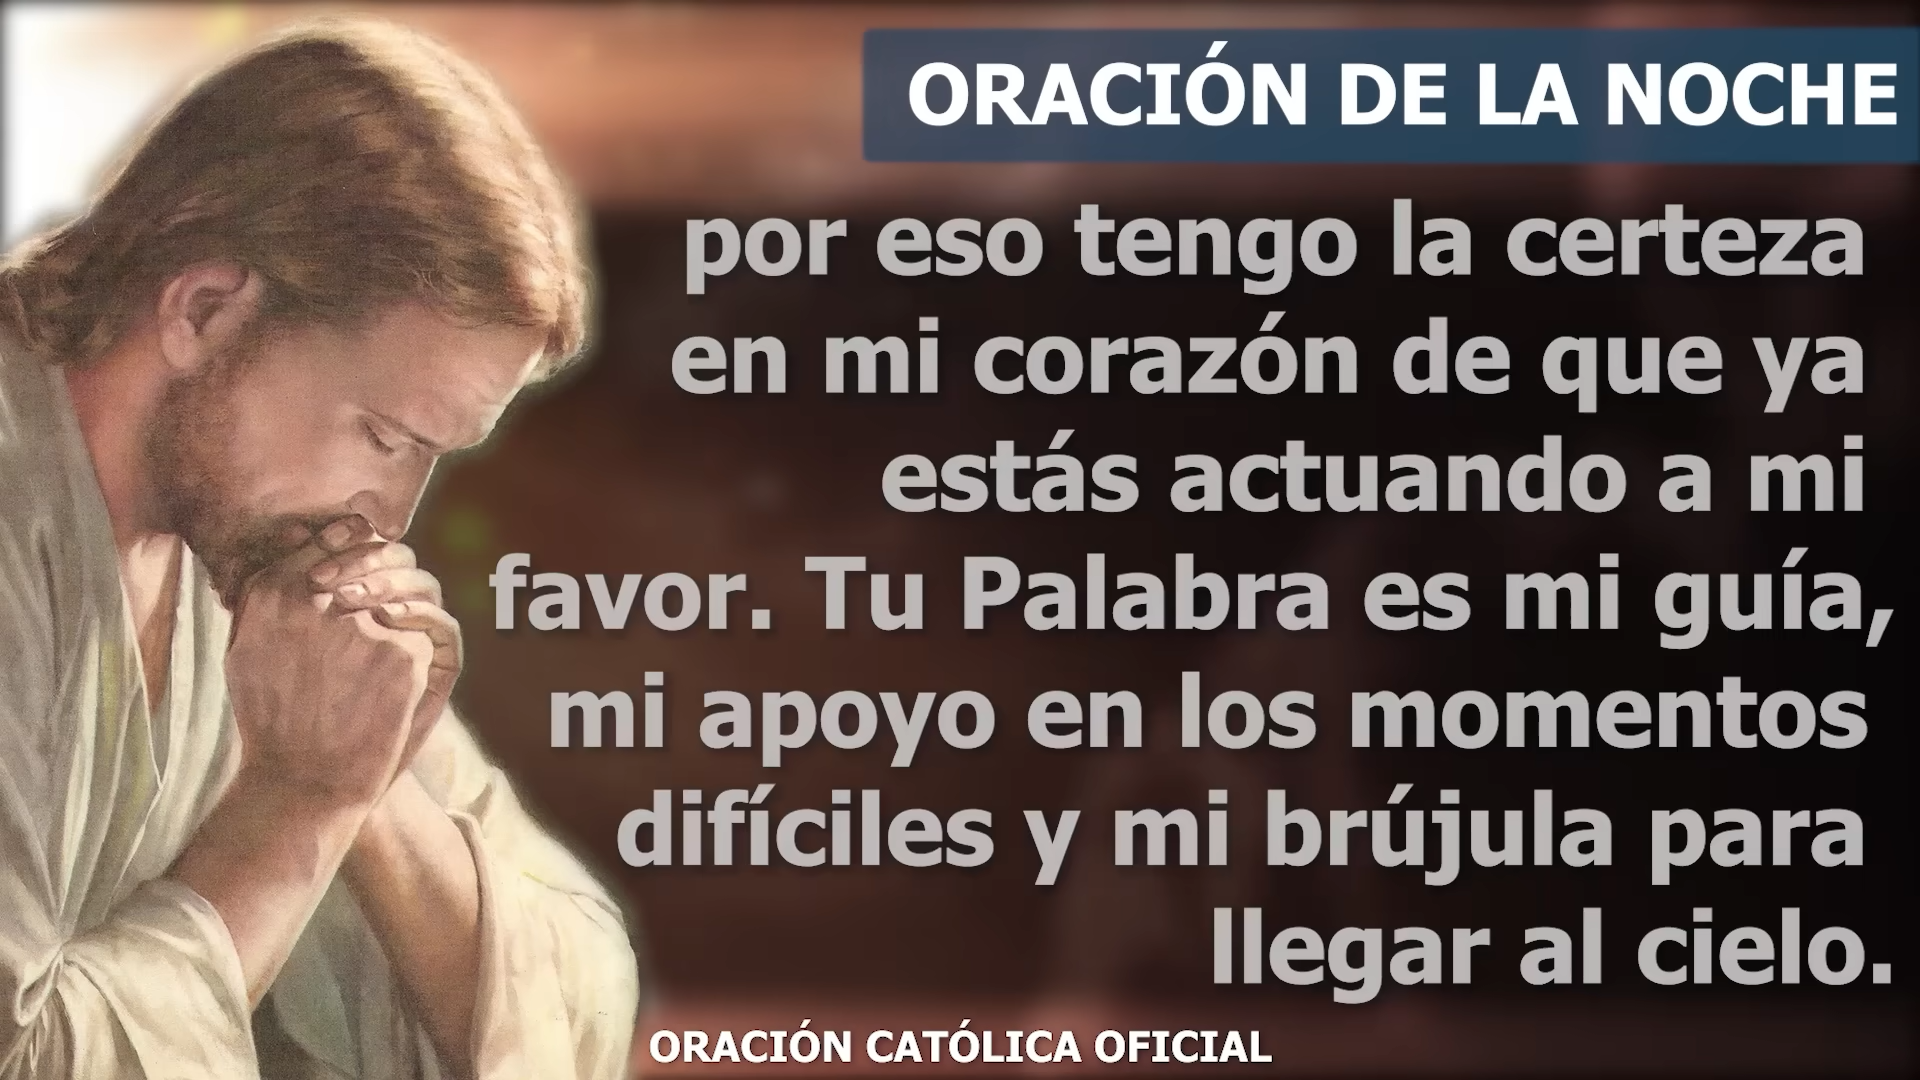 ORACIÓN DE LA NOCHE
por eso tengo la certeza
en mi corazón de que ya
estás actuando a mi
favor. Tu Palabra es mi guía,
mi apoyo en los momentos
difíciles y mi brújula para
llegar al cielo.
ORACIÓN CATÓLICA OFICIAL